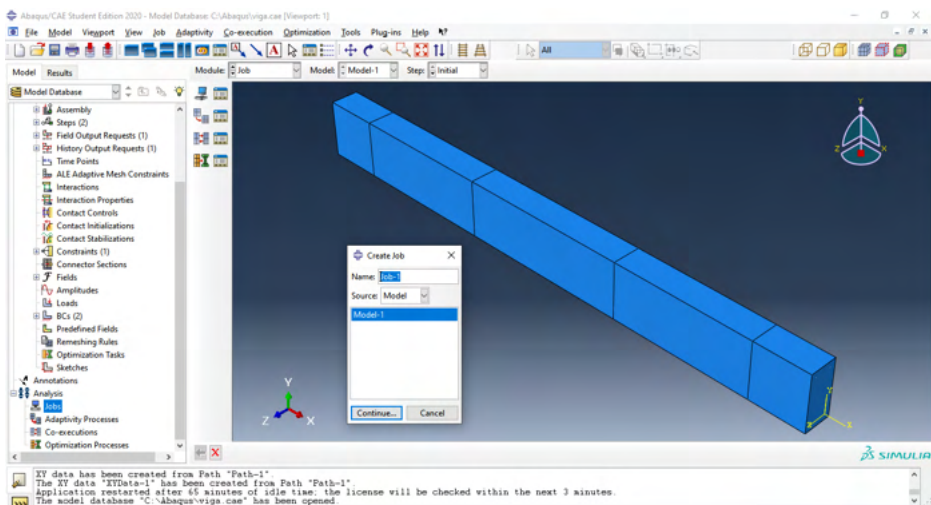 Abaqus/CAE Student Edition 2020 - Model Database: C:\Abaqus\viga.cae [Viewport: 1]
File Model Viewport View Job Adaptivity Co-execution Optimization Tools Plug-ins Help
All
Model Results
Module: Job Model: Model-1 Step: Initial
Model Database
Assembly
Steps (2)
Field Output Requests (1)
History Output Requests (1)
Time Points
ALE Adaptive Mesh Constraints
Interactions
Interaction Properties
Contact Controls
Contact Initializations
Contact Stabilizations
Constraints (1)
Connector Sections
Fields
Amplitudes
Loads
BCs (2)
Predefined Fields
Remeshing Rules
Optimization Tasks
Sketches
Annotations
Analysis
Jobs
Adaptivity Processes
Co-executions
Optimization Processes
Create Job
Name: Job-1
Source: Model
Model-1
Continue... Cancel
Y
Z X
Y
Z X
Y
Z X
SIMULIA
XY data has been created from Path "Path-1".
The XY data "XYData-1" has been created from Path "Path-1".
Application restarted after 65 minutes of idle time; the license will be checked within the next 3 minutes.
The model database "C:\Abaqus\viga.cae" has been opened.